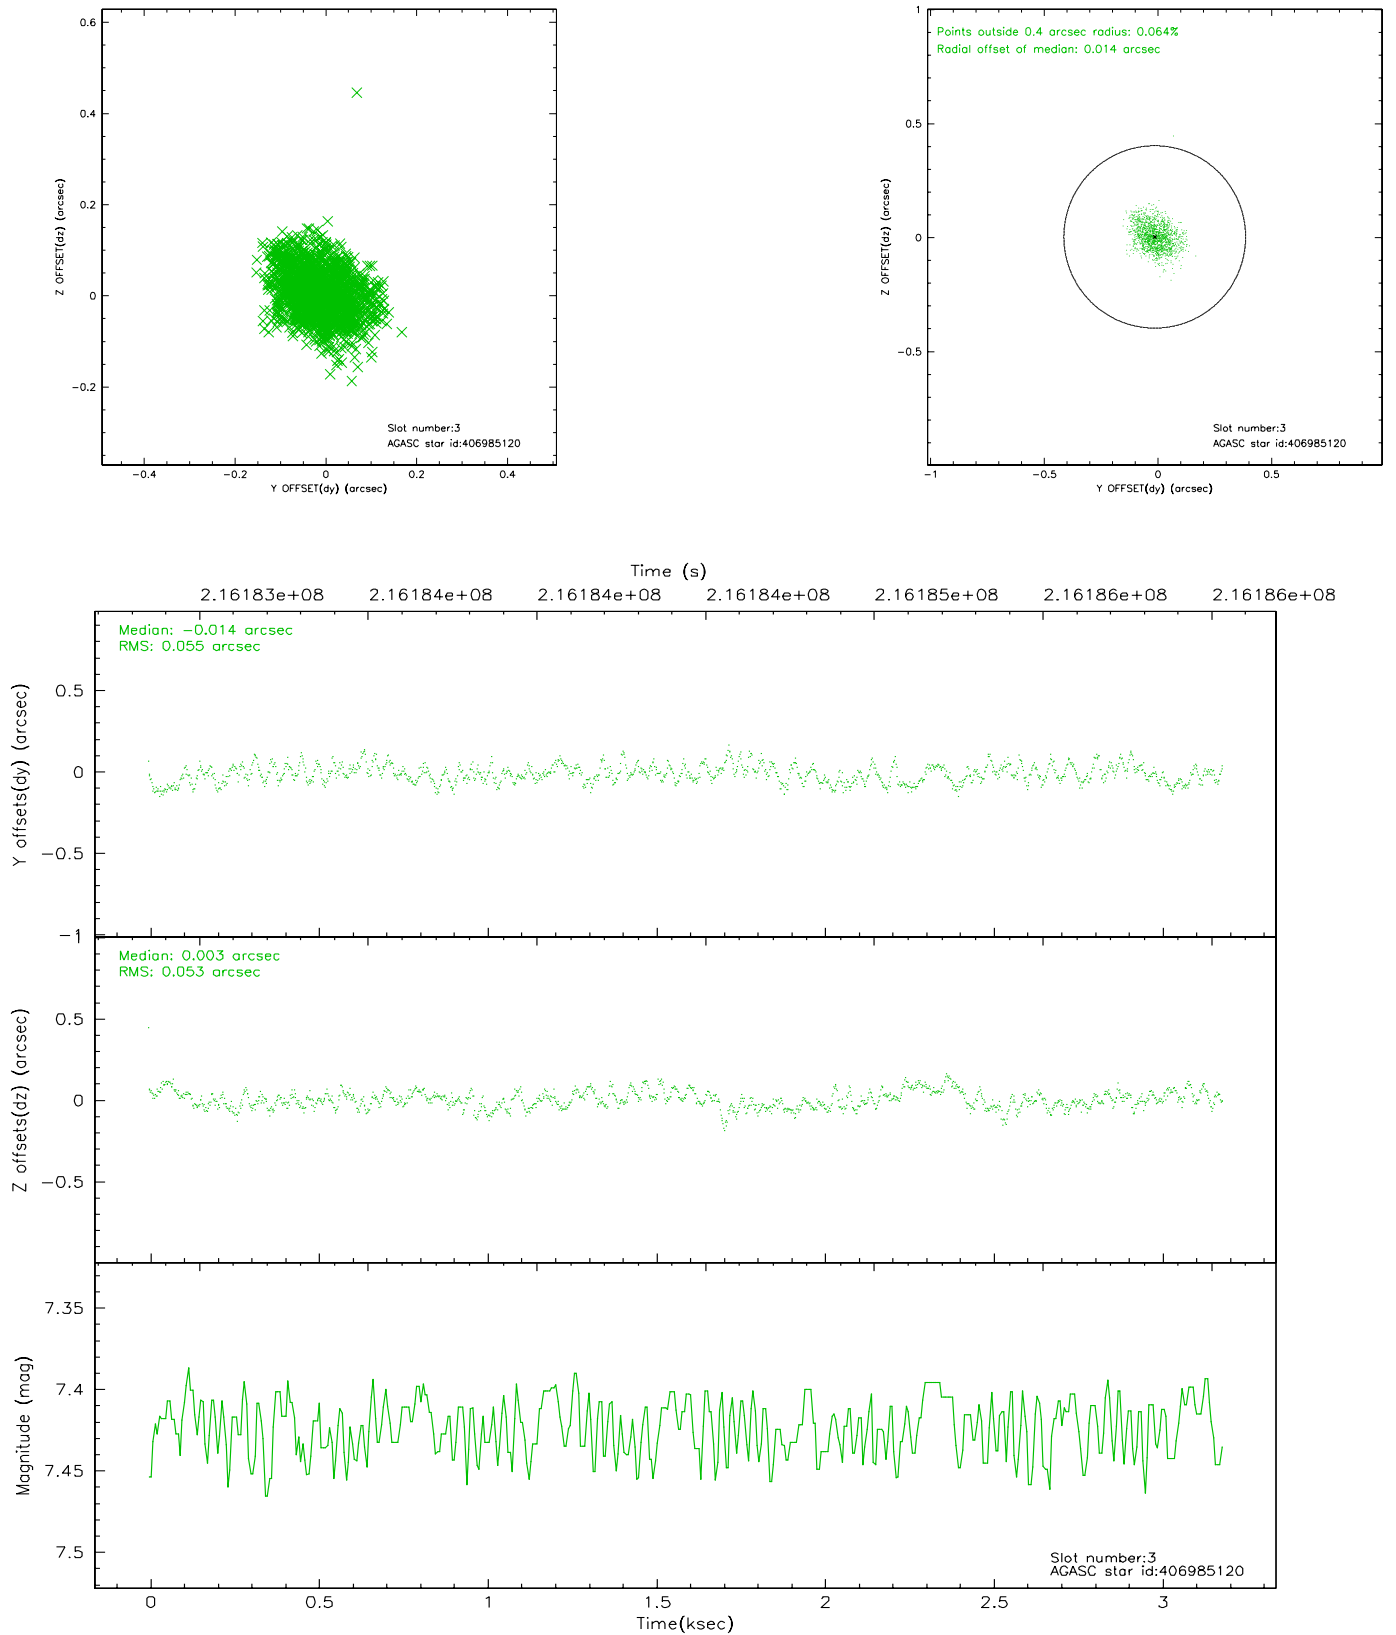 0.6
0.4
0.2
0
−0.2
Z OFFSET(dz) (arcsec)
Slot number:3
AGASC star id:406985120
−0.4 −0.2 0 0.2 0.4
Y OFFSET(dy) (arcsec)
1
Points outside 0.4 arcsec radius: 0.064%
Radial offset of median: 0.014 arcsec
0.5
0
−0.5
Z OFFSET(dz) (arcsec)
Slot number:3
AGASC star id:406985120
−1 −0.5 0 0.5
Y OFFSET(dy) (arcsec)
Time (s)
2.16183e+08 2.16184e+08 2.16184e+08 2.16184e+08 2.16185e+08 2.16186e+08 2.16186e+08
Median: −0.014 arcsec
RMS: 0.055 arcsec
0.5
0
−0.5
−1
Y offsets(dy) (arcsec)
Median: 0.003 arcsec
RMS: 0.053 arcsec
0.5
0
−0.5
Z offsets(dz) (arcsec)
7.35
7.4
7.45
7.5
Magnitude (mag)
Slot number:3
AGASC star id:406985120
0 0.5 1 1.5 2 2.5 3
Time(ksec)